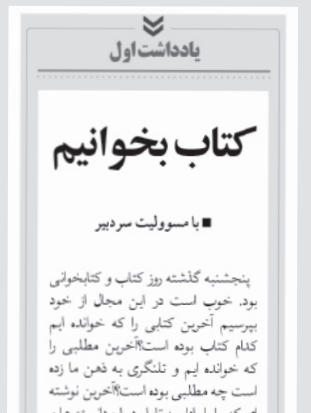 یادداشت اول
کتاب بخوانیم
■ با مسوولیت سردبیر
پنجشنبه گذشته روز کتاب و کتابخوانی
بود. خوب است در این مجال از خود
بپرسیم آخرین کتابی را که خوانده ایم
کدام کتاب بوده است؟آخرین مطلبی را
که خوانده ایم و تلنگری به ذهن ما زده
است چه مطلبی بوده است؟آخرین نوشته